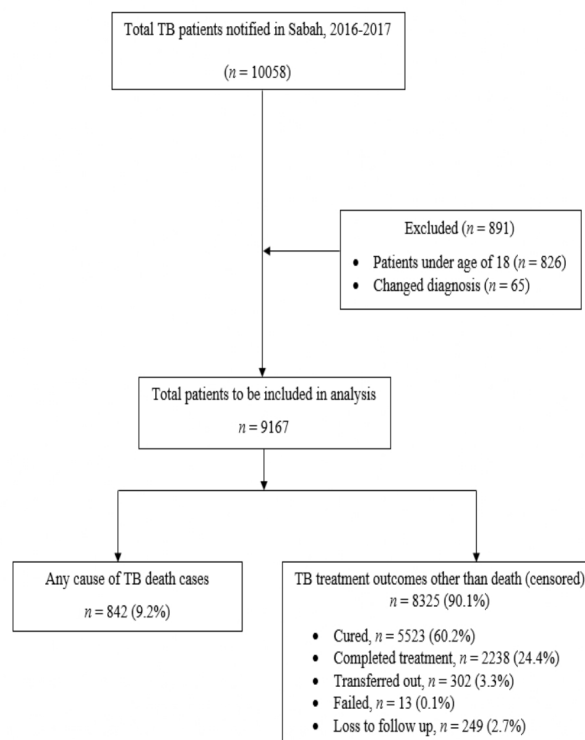 Total TB patients notified in Sabah, 2016-2017
(n = 10058)
Excluded (n = 891)
• Patients under age of 18 (n = 826)
• Changed diagnosis (n = 65)
Total patients to be included in analysis
n = 9167
Any cause of TB death cases
n = 842 (9.2%)
TB treatment outcomes other than death (censored)
n = 8325 (90.1%)
• Cured, n = 5523 (60.2%)
• Completed treatment, n = 2238 (24.4%)
• Transferred out, n = 302 (3.3%)
• Failed, n = 13 (0.1%)
• Loss to follow up, n = 249 (2.7%)